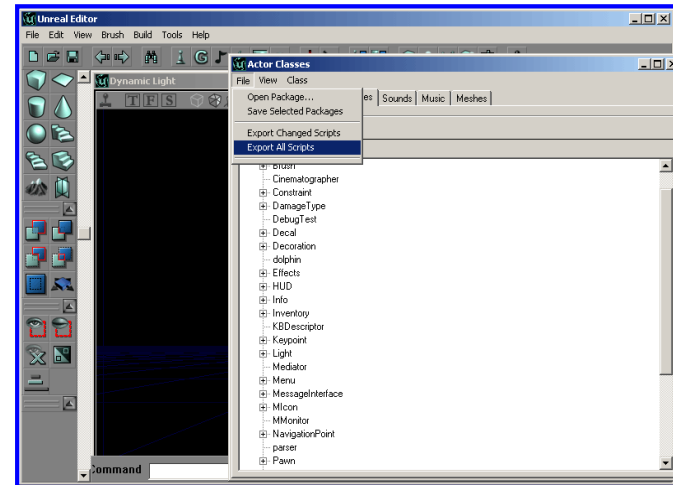 Unreal Editor
File Edit View Brush Build Tools Help
Actor Classes
File View Class
Dynamic Light
T F S
Open Package...
Save Selected Packages
Export Changed Scripts
Export All Scripts
es Sounds Music Meshes
Brush
Cinematographer
Constraint
DamageType
DebugTest
Decal
Decoration
dolphin
Effects
HUD
Info
Inventory
KBDescriptor
Keypoint
Light
Mediator
Menu
MessageInterface
MIcon
MMonitor
NavigationPoint
parser
Pawn
Command